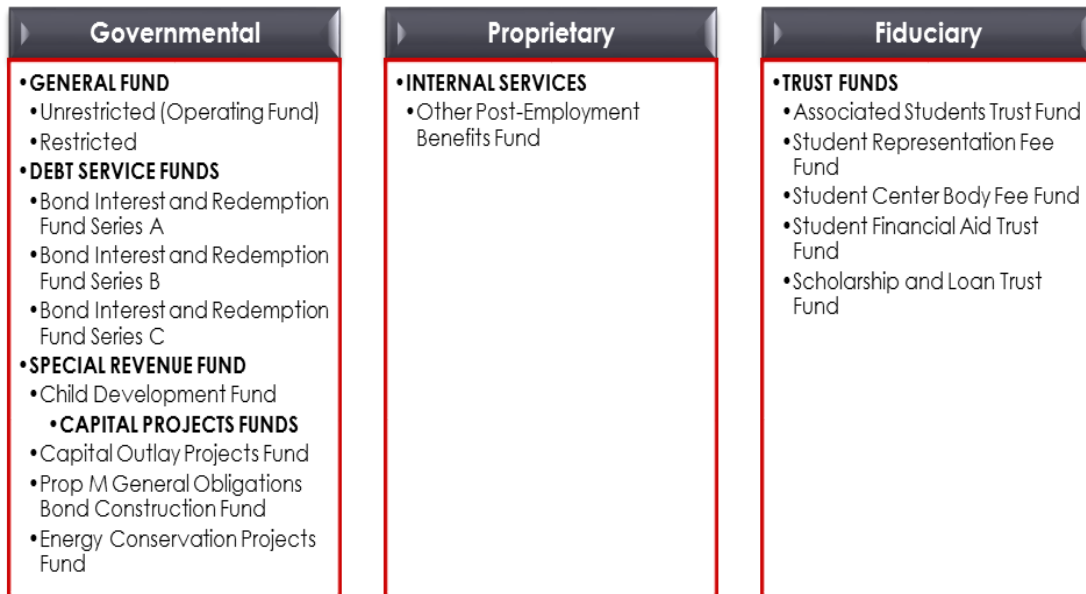 Governmental
•GENERAL FUND
•Unrestricted (Operating Fund)
•Restricted
•DEBT SERVICE FUNDS
•Bond Interest and Redemption
Fund Series A
•Bond Interest and Redemption
Fund Series B
•Bond Interest and Redemption
Fund Series C
•SPECIAL REVENUE FUND
•Child Development Fund
•CAPITAL PROJECTS FUNDS
•Capital Outlay Projects Fund
•Prop M General Obligations
Bond Construction Fund
•Energy Conservation Projects
Fund
Proprietary
•INTERNAL SERVICES
•Other Post-Employment
Benefits Fund
Fiduciary
•TRUST FUNDS
•Associated Students Trust Fund
•Student Representation Fee
Fund
•Student Center Body Fee Fund
•Student Financial Aid Trust
Fund
•Scholarship and Loan Trust
Fund